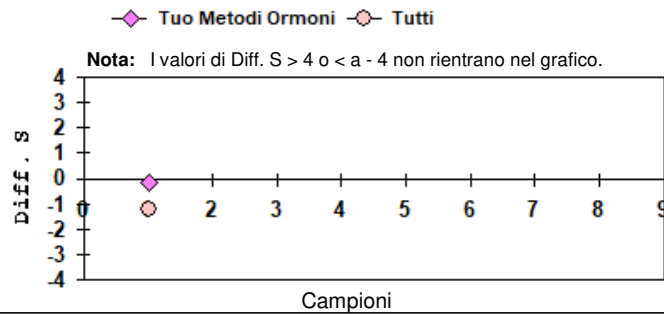 Tuo Metodi Ormoni Tutti
Nota: I valori di Diff. S > 4 o < a - 4 non rientrano nel grafico.
4
3
2
1
0
-1
-2
-3
-4
Diff. S
0 2 3 4 5 6 7 8 9
Campioni